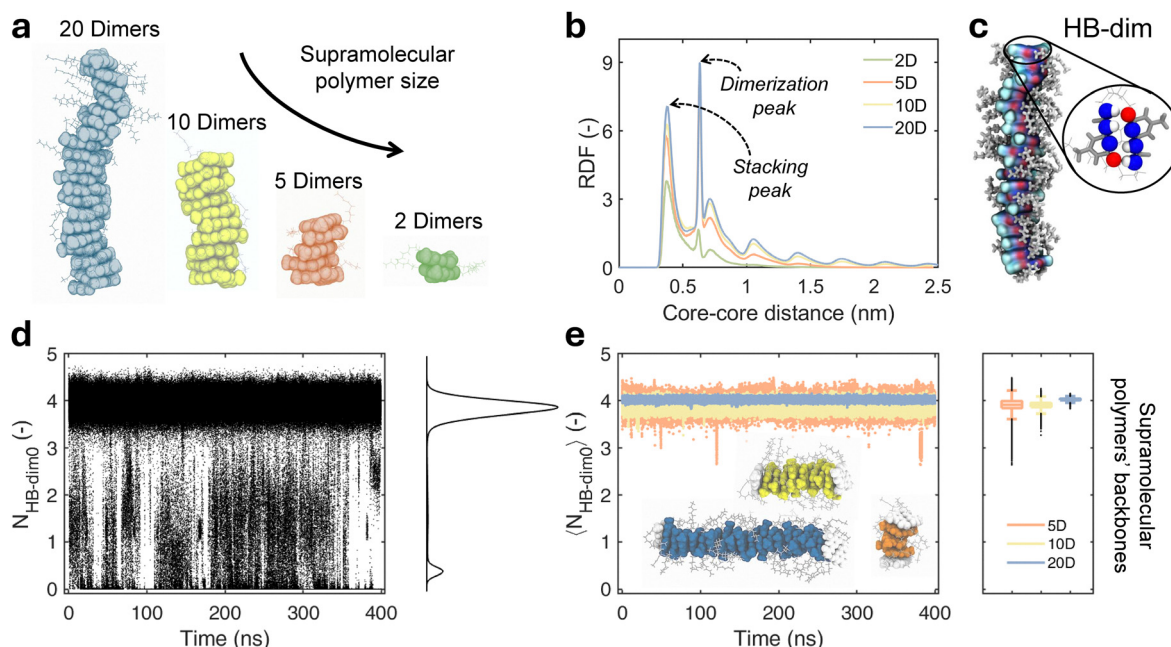 a
20 Dimers
Supramolecular
polymer size
10 Dimers
5 Dimers
2 Dimers
b
9
6
3
0
RDF (-)
Dimerization
peak
Stacking
peak
2D
5D
10D
20D
0 0.5 1 1.5 2 2.5
Core-core distance (nm)
c
HB-dim
d
5
4
3
2
1
0
N_HB-dim0 (-)
0 100 200 300 400
Time (ns)
e
5
4
3
2
1
0
⟨N_HB-dim0⟩ (-)
0 100 200 300 400
Time (ns)
5D
10D
20D
Supramolecular
polymers' backbones